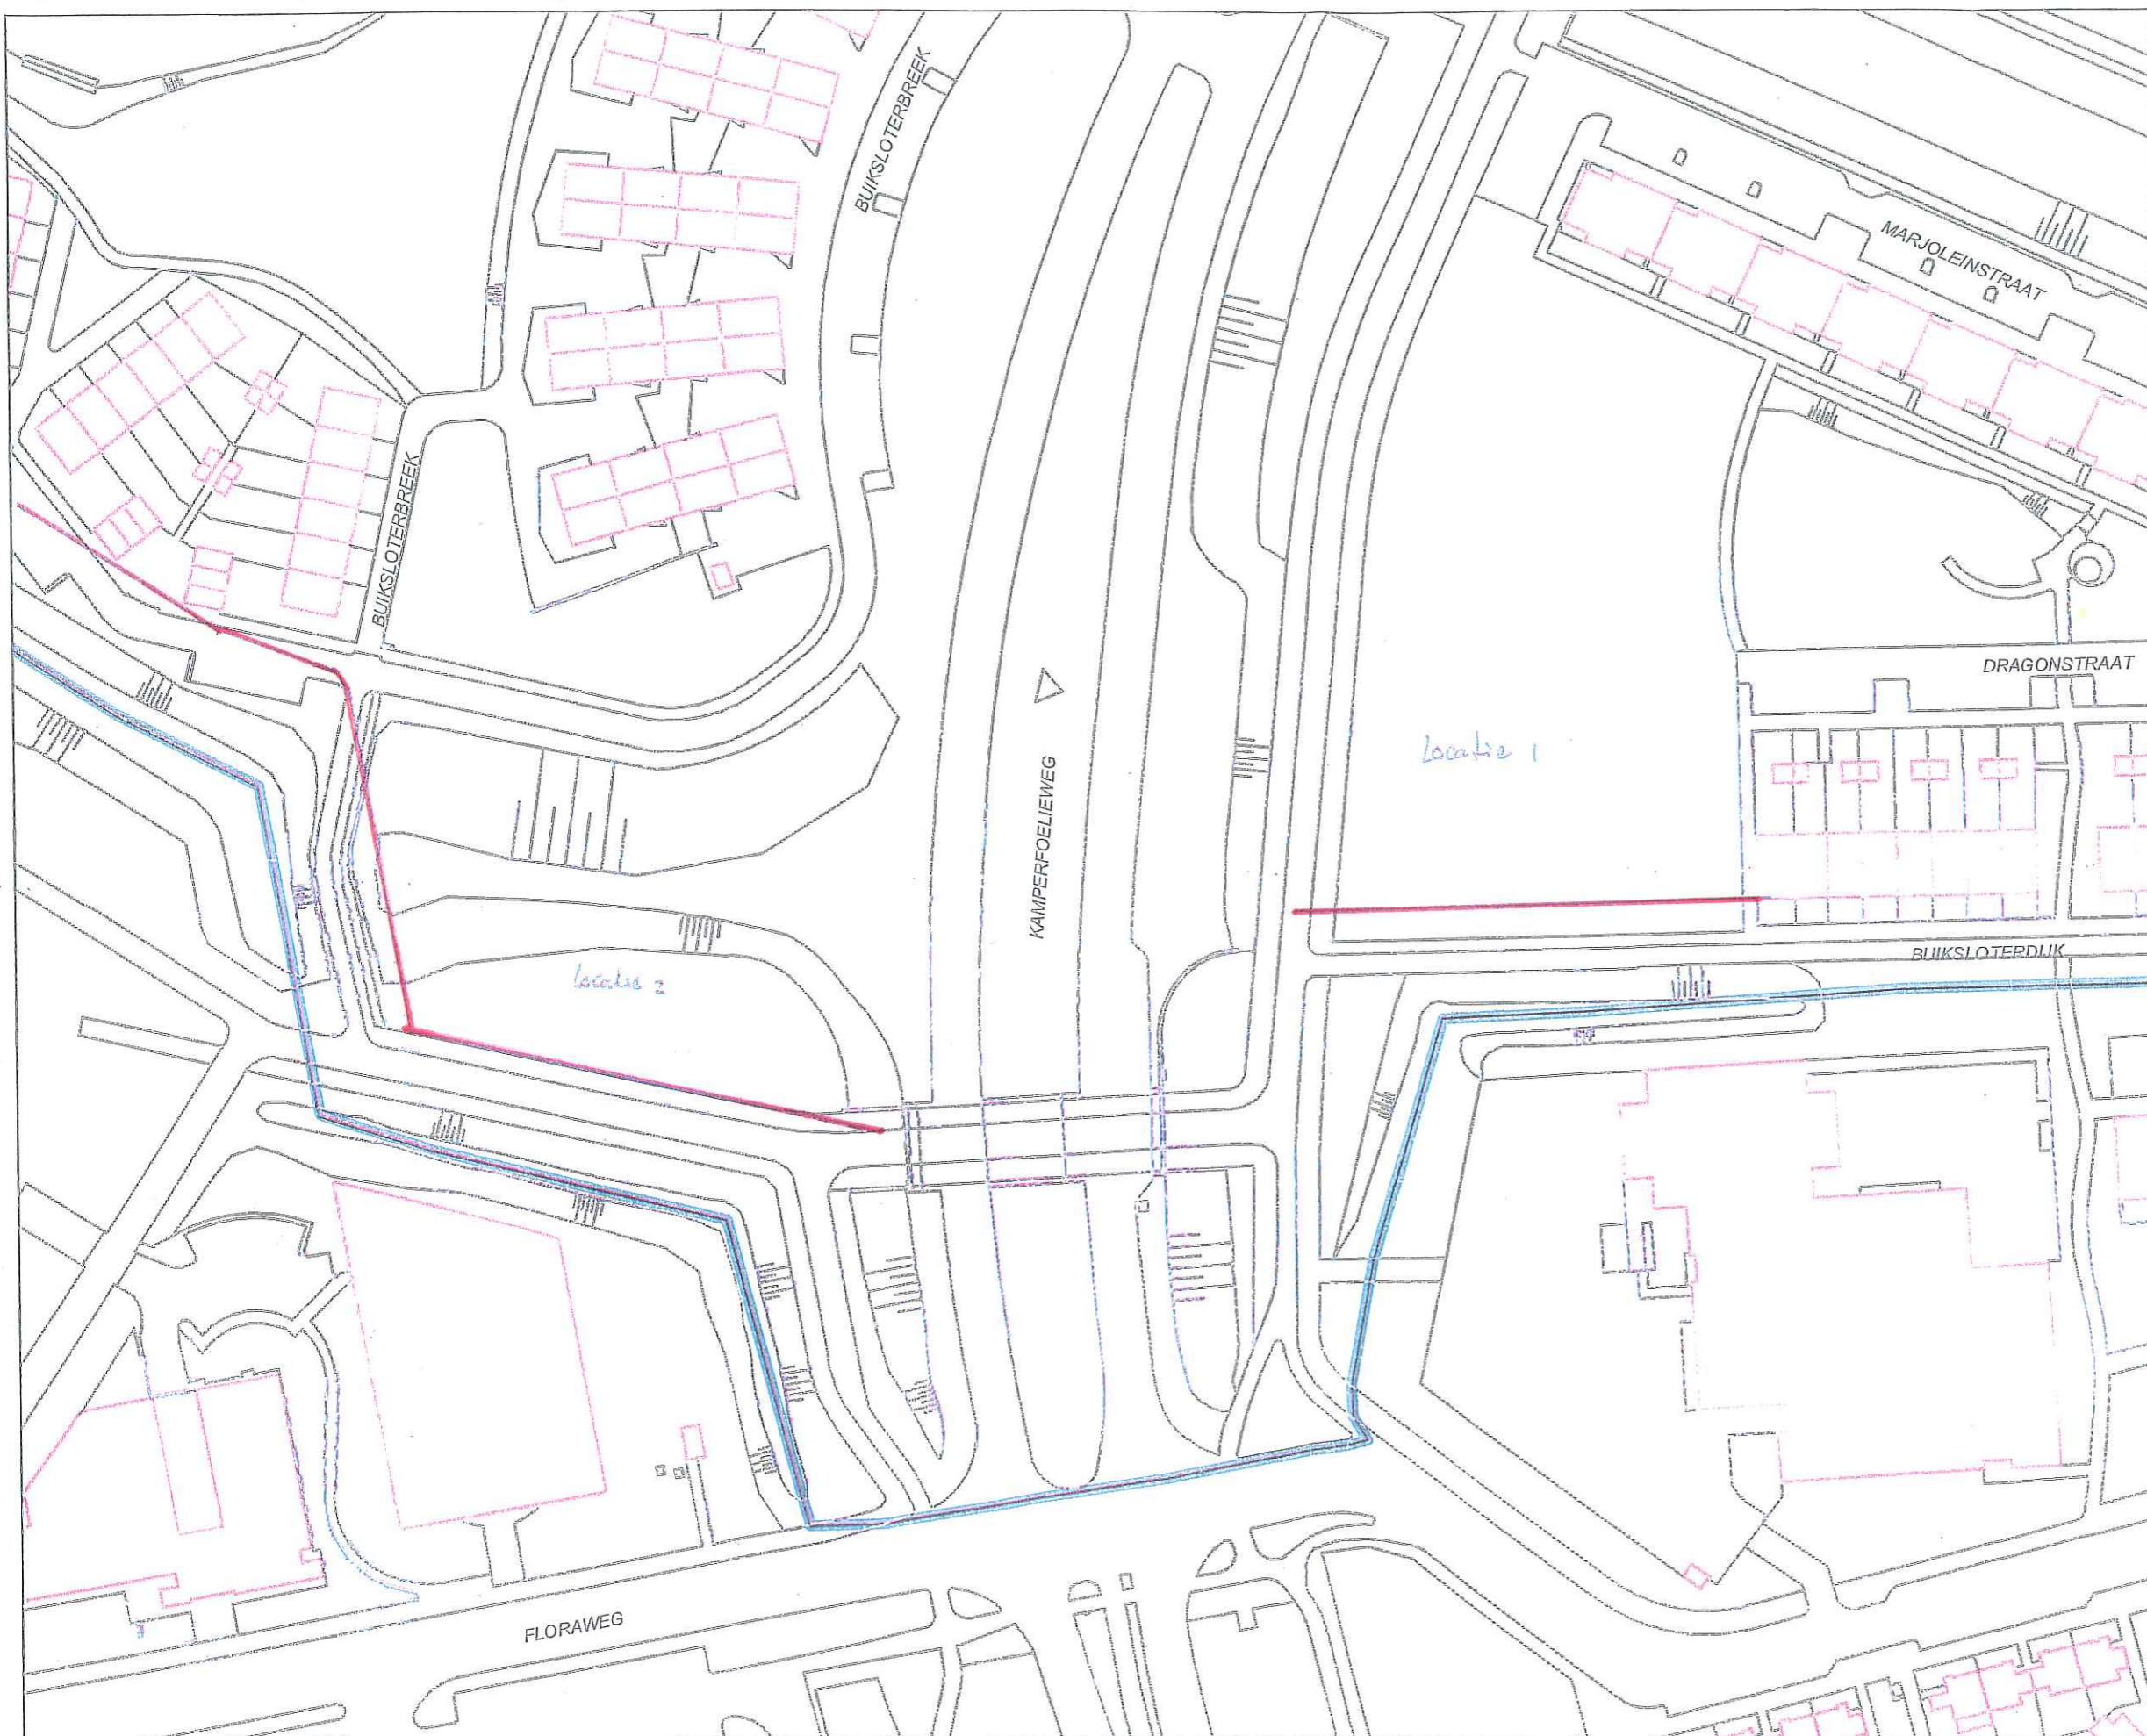 BUIKSLOTERBREEK
MARJOLEINSTRAAT
BUIKSLOTERBREEK
DRAGONSTRAAT
Locatie 1
KAMPERFOELIEWEG
BUIKSLOTERDIJK
Locatie 2
FLORAWEG